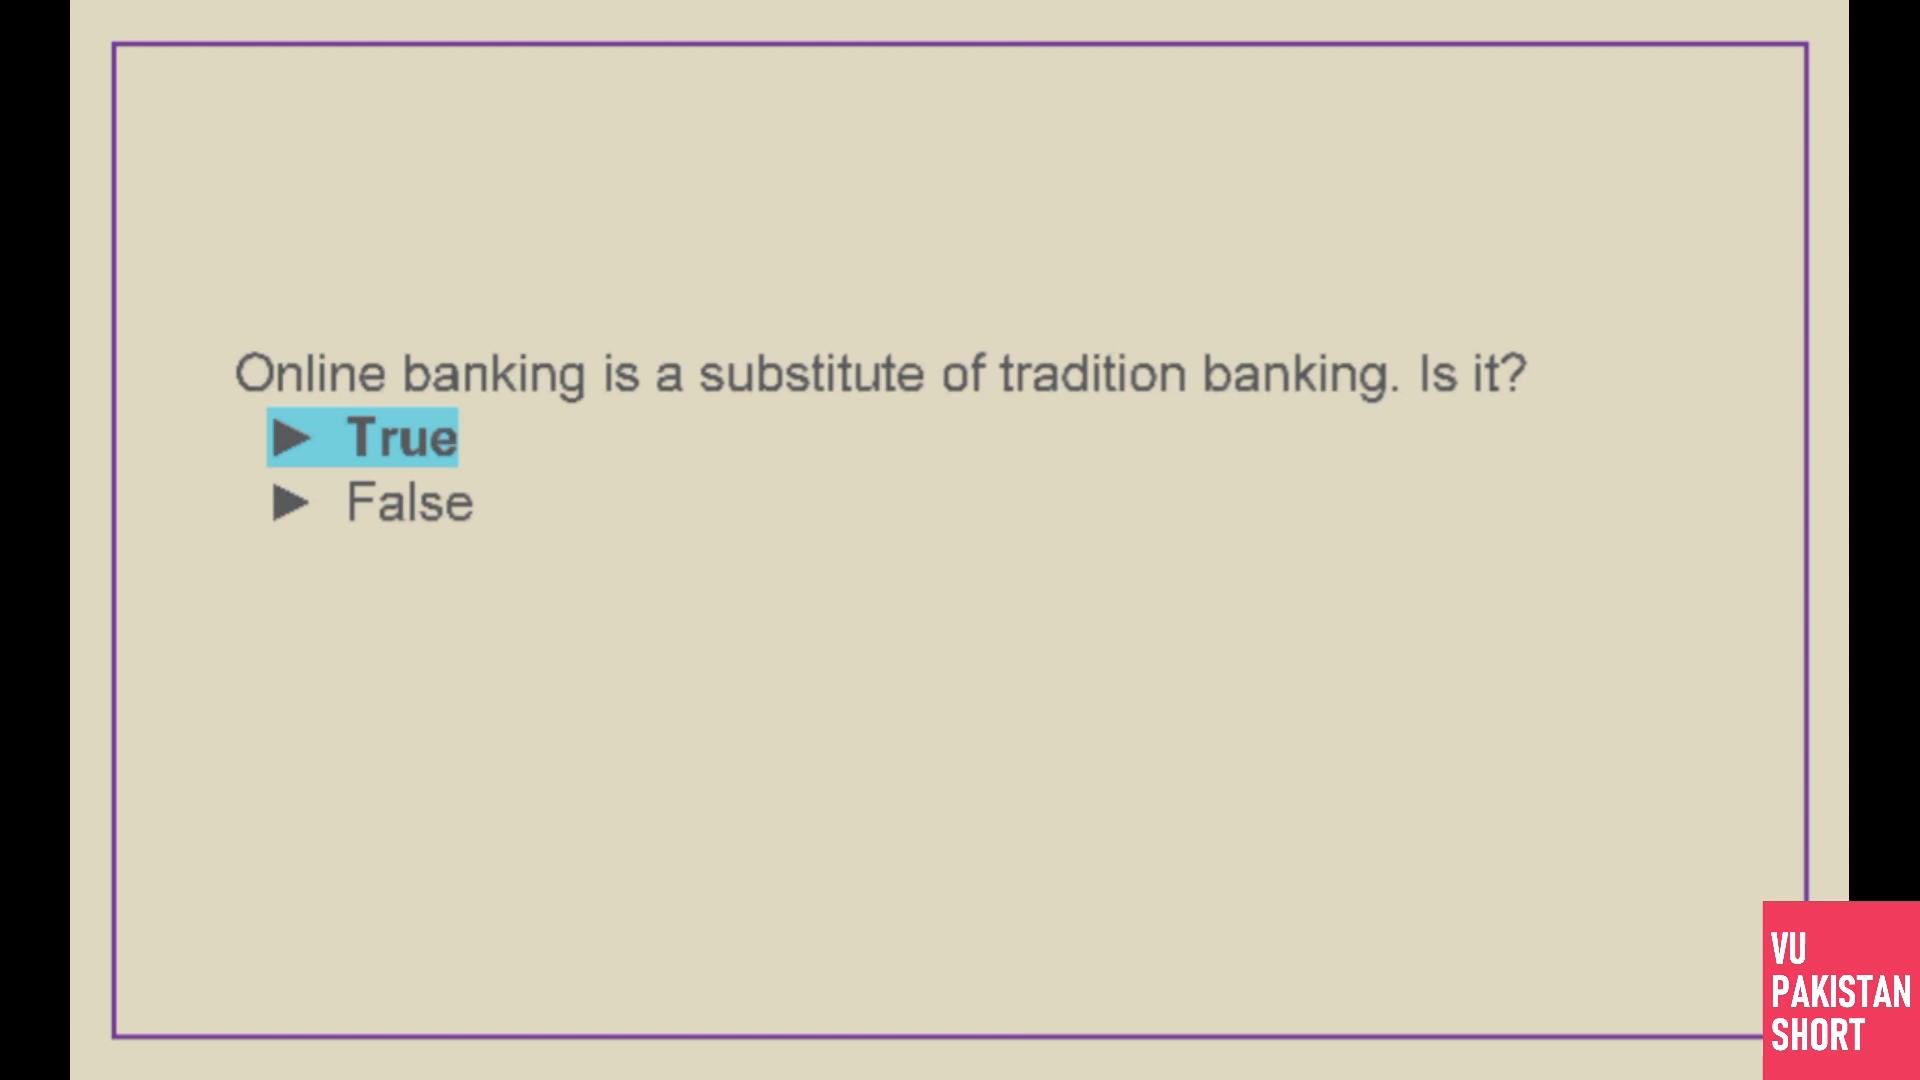 Online banking is a substitute of tradition banking. Is it?
► True
► False
VU
PAKISTAN
SHORT